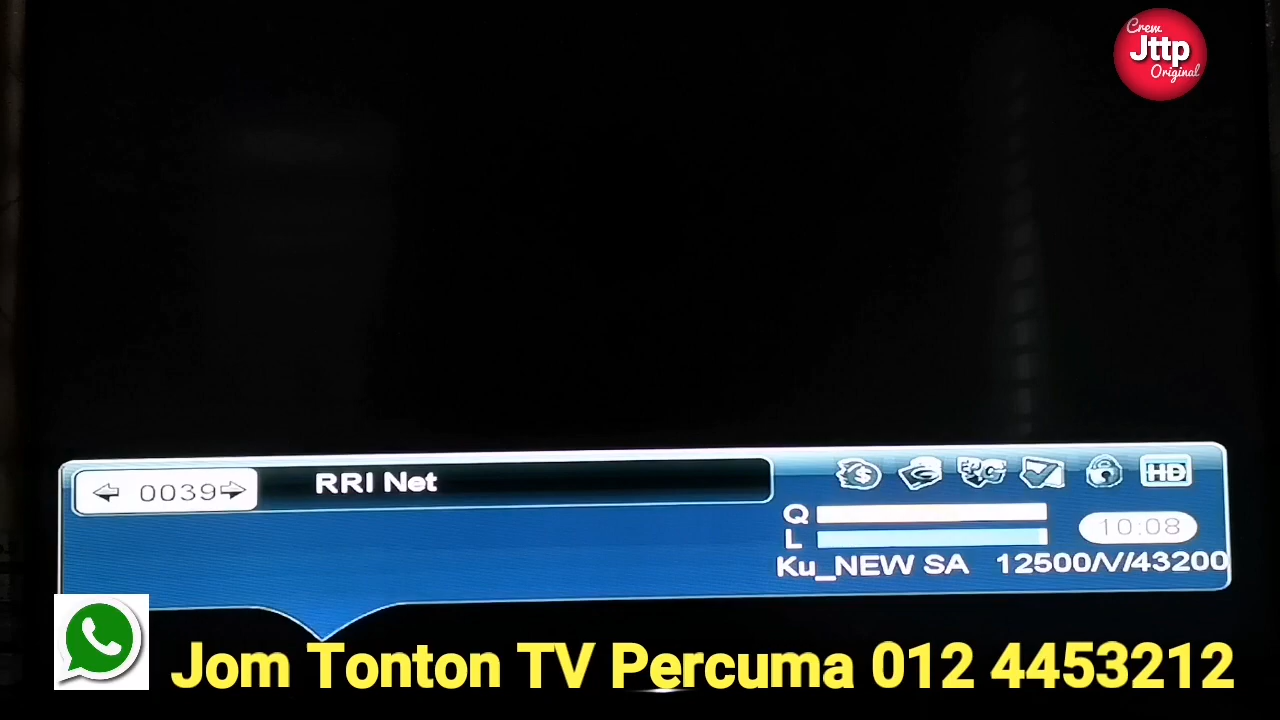 Crew
Jttp
Original
0039
RRI Net
HD
Q
10:08
L
Ku_NEW SA 12500/V/43200
Jom Tonton TV Percuma 012 4453212